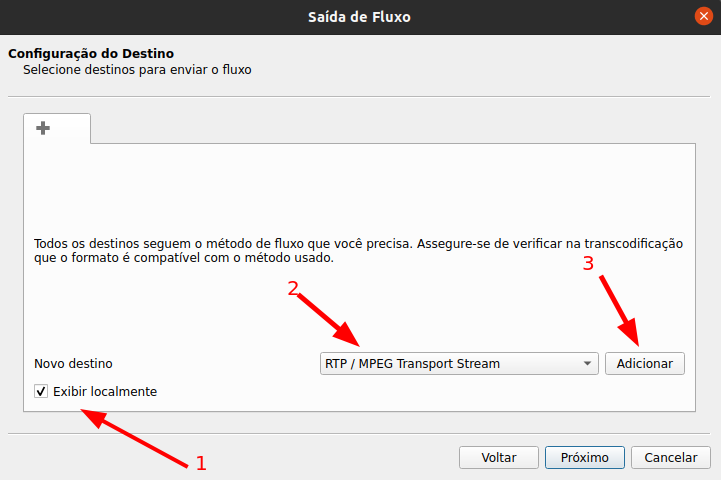 Saída de Fluxo
Configuração do Destino
Selecione destinos para enviar o fluxo
Todos os destinos seguem o método de fluxo que você precisa. Assegure-se de verificar na transcodificação
que o formato é compatível com o método usado.
3
2
Novo destino
RTP / MPEG Transport Stream
Adicionar
Exibir localmente
1
Voltar
Próximo
Cancelar